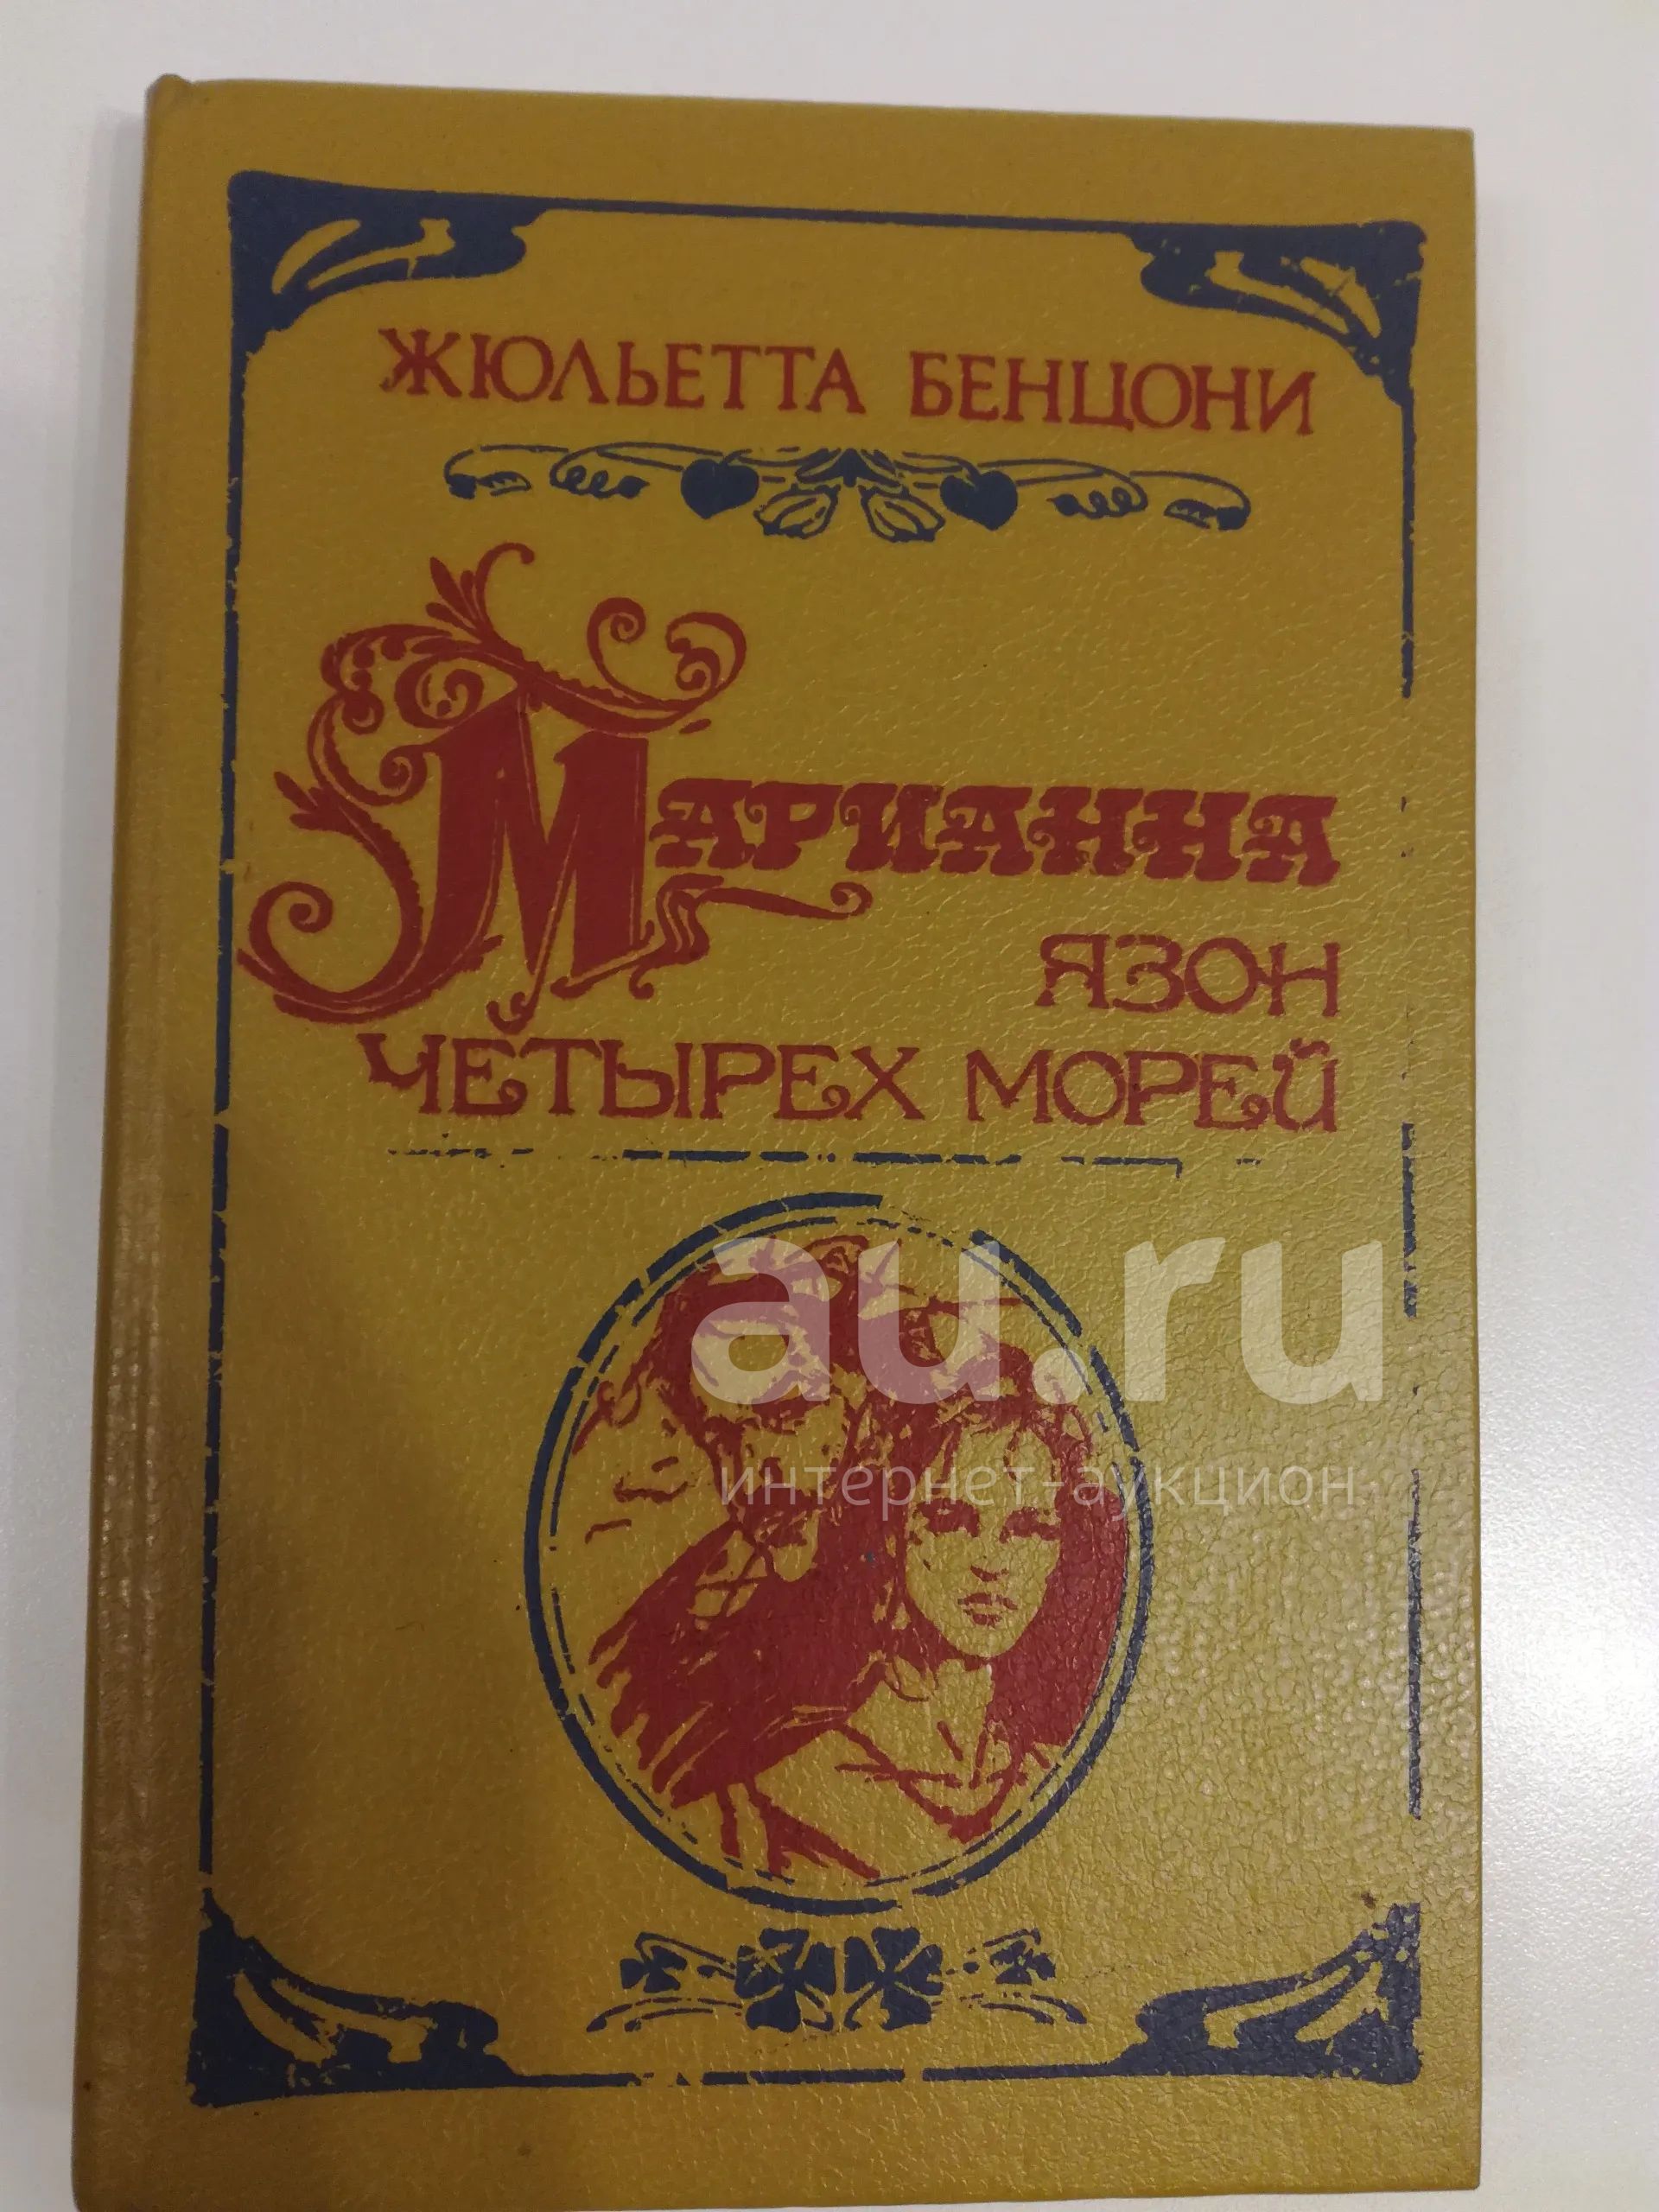 ЖЮЛЬЕТТА БЕНЦОНИ
МАРИАННА
ЯЗОН
ЧЕТЫРЕХ МОРЕЙ
au.ru
интернет-аукцион